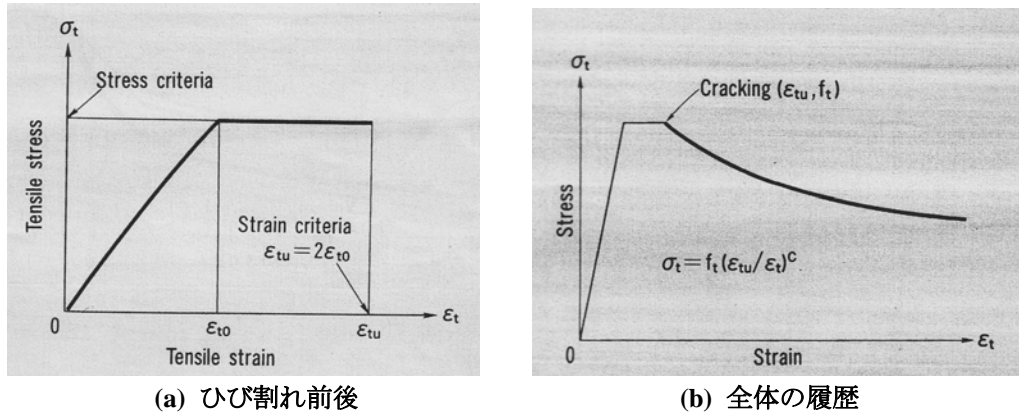 σt
Stress criteria
Tensile stress
Strain criteria
εtu=2εt0
0
εt0
εtu
εt
Tensile strain
(a) ひび割れ前後
σt
Cracking (εtu, ft)
Stress
σt=ft(εtu/εt)^c
0
Strain
εt
(b) 全体の履歴